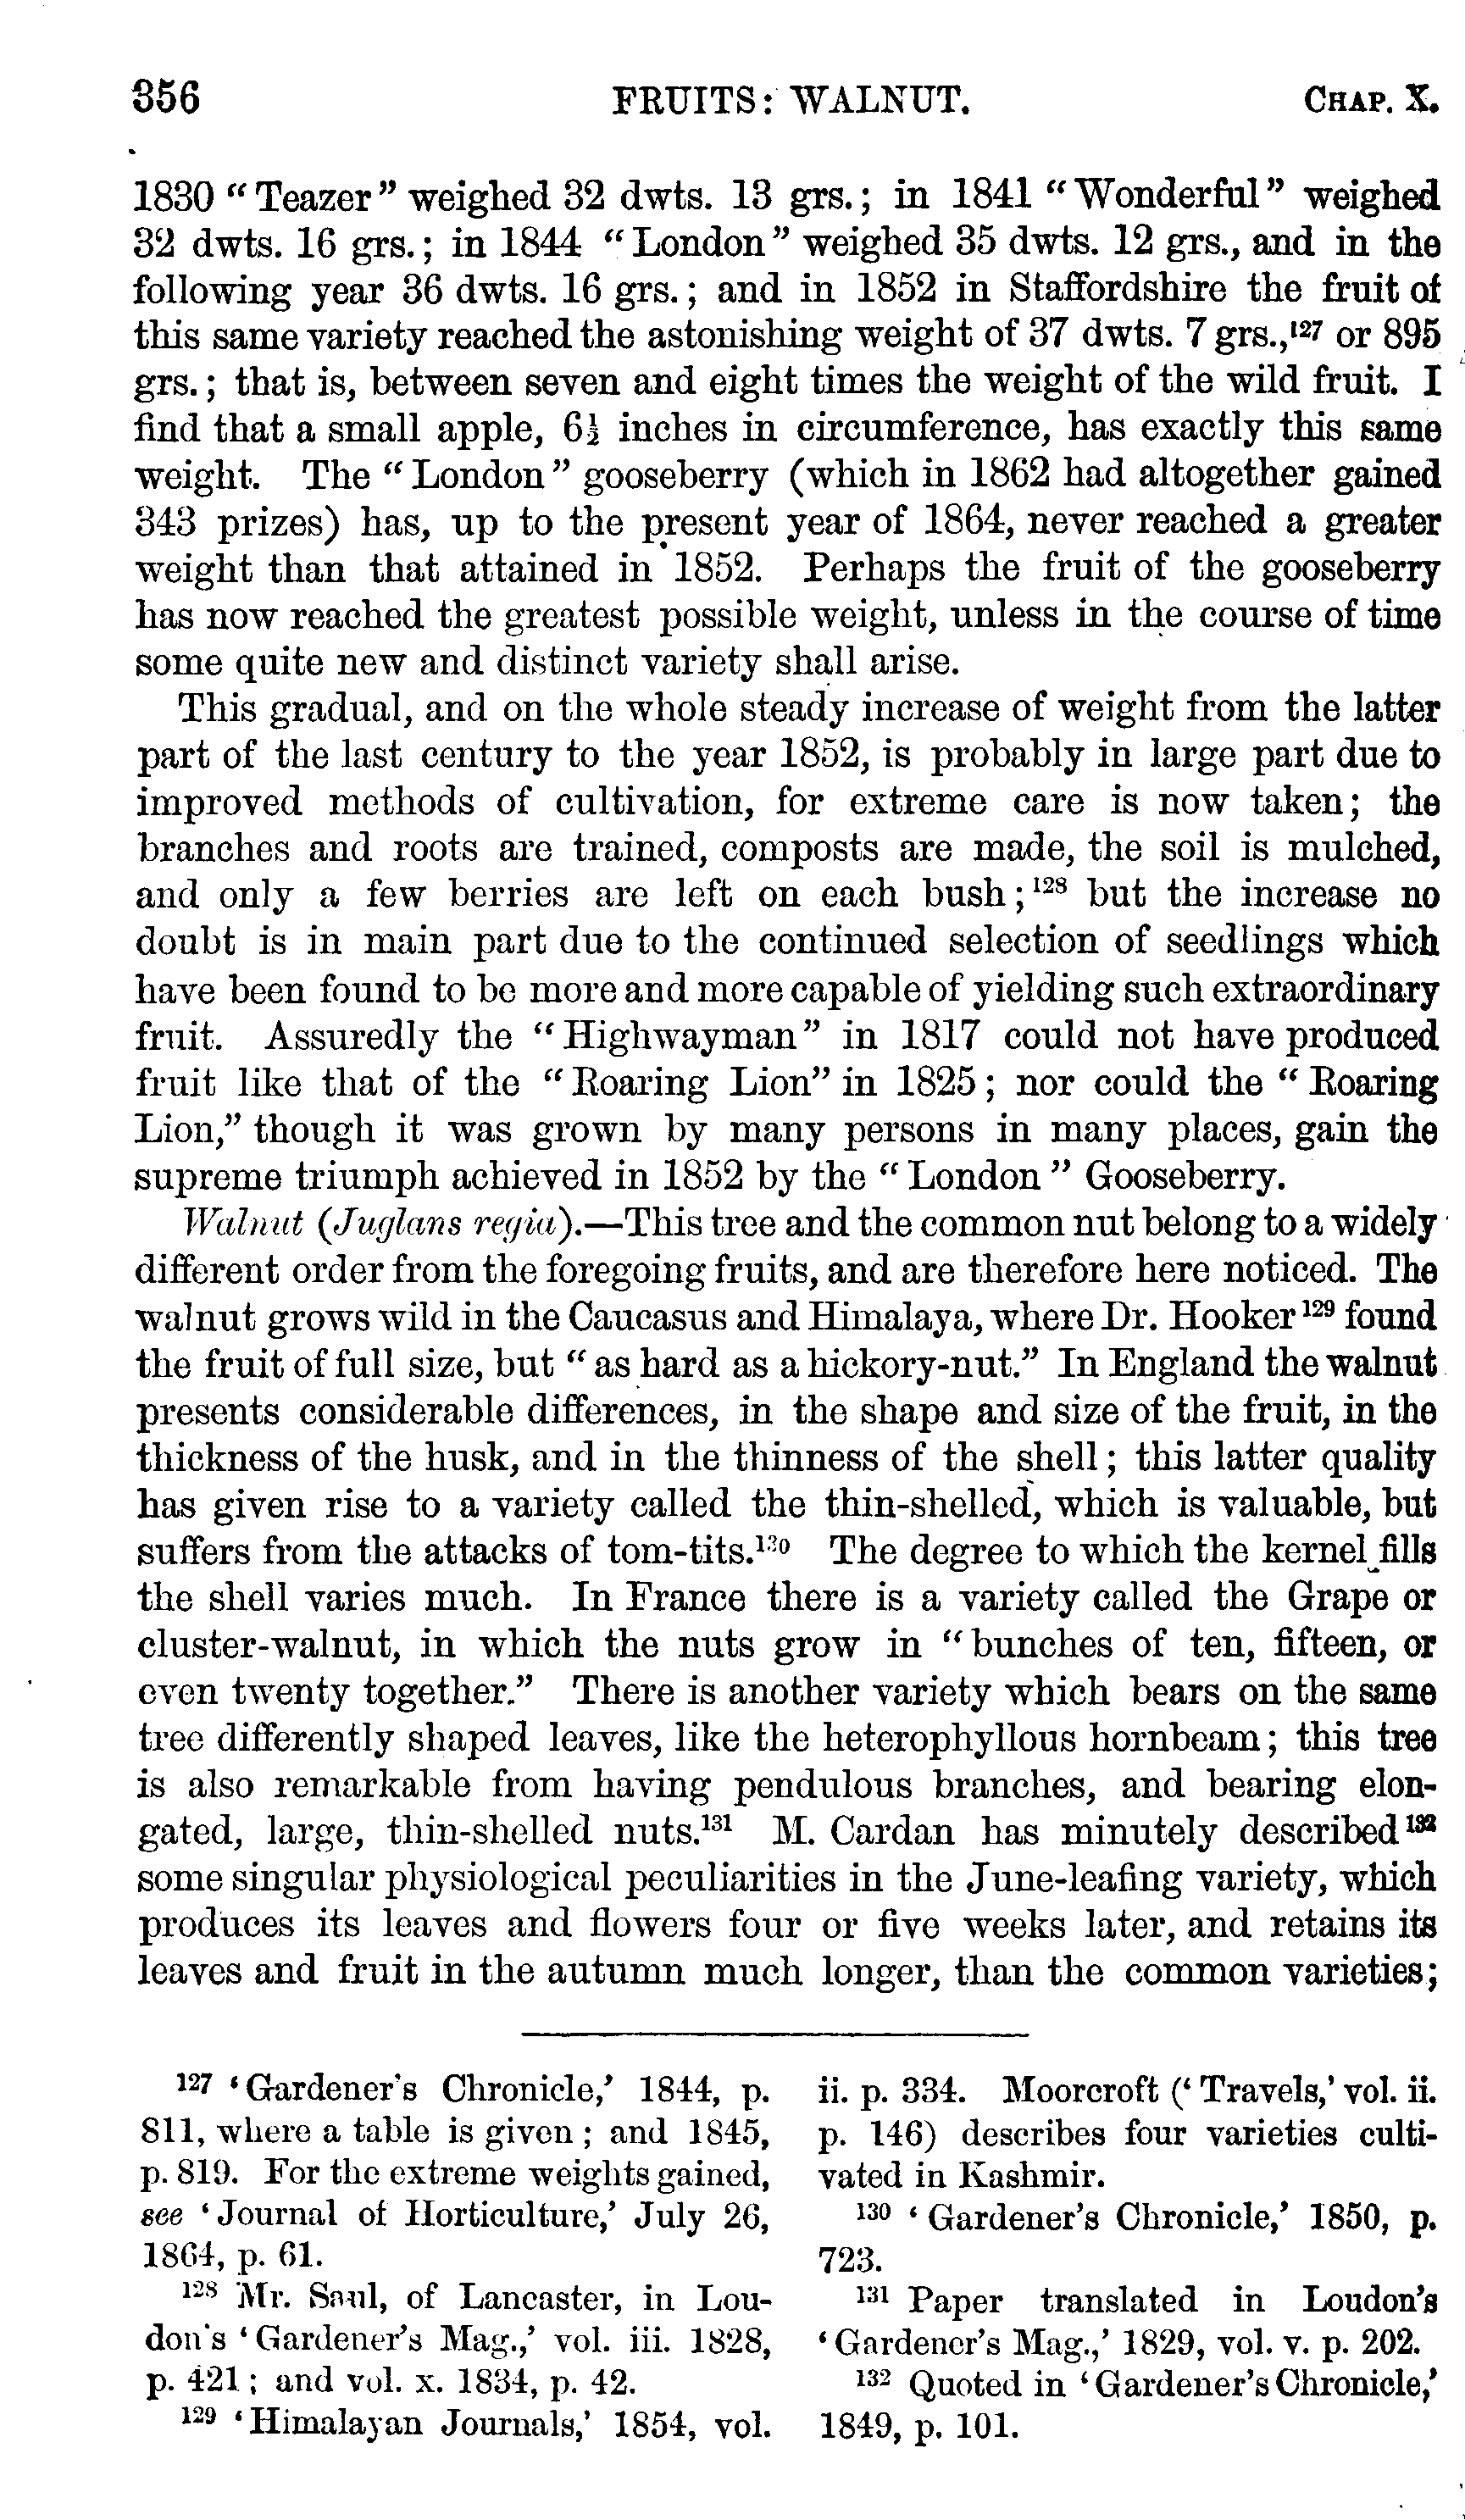 356 FRUITS: WALNUT. CHAP. X.
1830 “Teazer” weighed 32 dwts. 13 grs.; in 1841 “Wonderful” weighed
32 dwts. 16 grs.; in 1844 “London” weighed 35 dwts. 12 grs., and in the
following year 36 dwts. 16 grs.; and in 1852 in Staffordshire the fruit of
this same variety reached the astonishing weight of 37 dwts. 7 grs.,¹²⁷ or 895
grs.; that is, between seven and eight times the weight of the wild fruit. I
find that a small apple, 6½ inches in circumference, has exactly this same
weight. The “London” gooseberry (which in 1862 had altogether gained
343 prizes) has, up to the present year of 1864, never reached a greater
weight than that attained in 1852. Perhaps the fruit of the gooseberry
has now reached the greatest possible weight, unless in the course of time
some quite new and distinct variety shall arise.
This gradual, and on the whole steady increase of weight from the latter
part of the last century to the year 1852, is probably in large part due to
improved methods of cultivation, for extreme care is now taken; the
branches and roots are trained, composts are made, the soil is mulched,
and only a few berries are left on each bush;¹²⁸ but the increase no
doubt is in main part due to the continued selection of seedlings which
have been found to be more and more capable of yielding such extraordinary
fruit. Assuredly the “Highwayman” in 1817 could not have produced
fruit like that of the “Roaring Lion” in 1825; nor could the “Roaring
Lion,” though it was grown by many persons in many places, gain the
supreme triumph achieved in 1852 by the “London” Gooseberry.
Walnut (Juglans regia).—This tree and the common nut belong to a widely
different order from the foregoing fruits, and are therefore here noticed. The
walnut grows wild in the Caucasus and Himalaya, where Dr. Hooker¹²⁹ found
the fruit of full size, but “as hard as a hickory-nut.” In England the walnut
presents considerable differences, in the shape and size of the fruit, in the
thickness of the husk, and in the thinness of the shell; this latter quality
has given rise to a variety called the thin-shelled, which is valuable, but
suffers from the attacks of tom-tits.¹³⁰ The degree to which the kernel fills
the shell varies much. In France there is a variety called the Grape or
cluster-walnut, in which the nuts grow in “bunches of ten, fifteen, or
even twenty together.” There is another variety which bears on the same
tree differently shaped leaves, like the heterophyllous hornbeam; this tree
is also remarkable from having pendulous branches, and bearing elon-
gated, large, thin-shelled nuts.¹³¹ M. Cardan has minutely described¹³²
some singular physiological peculiarities in the June-leafing variety, which
produces its leaves and flowers four or five weeks later, and retains its
leaves and fruit in the autumn much longer, than the common varieties;
¹²⁷ ‘Gardener's Chronicle,’ 1844, p.
811, where a table is given; and 1845,
p. 819. For the extreme weights gained,
see ‘Journal of Horticulture,’ July 26,
1864, p. 61.
¹²⁸ Mr. Saul, of Lancaster, in Lou-
don's ‘Gardener's Mag.,’ vol. iii. 1828,
p. 421; and vol. x. 1834, p. 42.
¹²⁹ ‘Himalayan Journals,’ 1854, vol.
ii. p. 334. Moorcroft (‘Travels,’ vol. ii.
p. 146) describes four varieties culti-
vated in Kashmir.
¹³⁰ ‘Gardener's Chronicle,’ 1850, p.
723.
¹³¹ Paper translated in Loudon's
‘Gardener's Mag.,’ 1829, vol. v. p. 202.
¹³² Quoted in ‘Gardener's Chronicle,’
1849, p. 101.